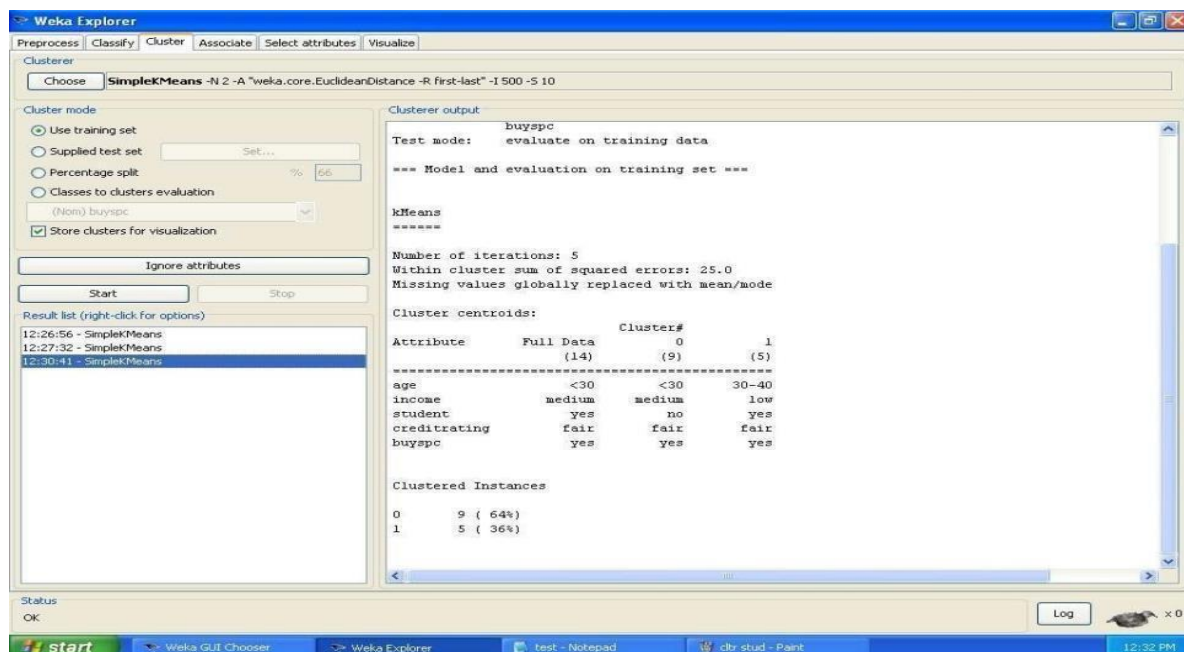 Weka Explorer
Preprocess Classify Cluster Associate Select attributes Visualize
Clusterer
Choose SimpleKMeans -N 2 -A "weka.core.EuclideanDistance -R first-last" -I 500 -S 10
Cluster mode
Use training set
Supplied test set Set...
Percentage split % 66
Classes to clusters evaluation
(Nom) buyspc
Store clusters for visualization
Ignore attributes
Start Stop
Result list (right-click for options)
12:26:56 - SimpleKMeans
12:27:32 - SimpleKMeans
12:30:41 - SimpleKMeans
Clusterer output
buyspc
Test mode: evaluate on training data
=== Model and evaluation on training set ===
kMeans
======
Number of iterations: 5
Within cluster sum of squared errors: 25.0
Missing values globally replaced with mean/mode
Cluster centroids:
Cluster#
Attribute Full Data 0 1
(14) (9) (5)
================================================
age <30 <30 30-40
income medium medium low
student yes no yes
creditrating fair fair fair
buyspc yes yes yes
Clustered Instances
0 9 ( 64%)
1 5 ( 36%)
Status
OK
Log x 0
start Weka GUI Chooser Weka Explorer test - Notepad cltr stud - Paint 12:32 PM